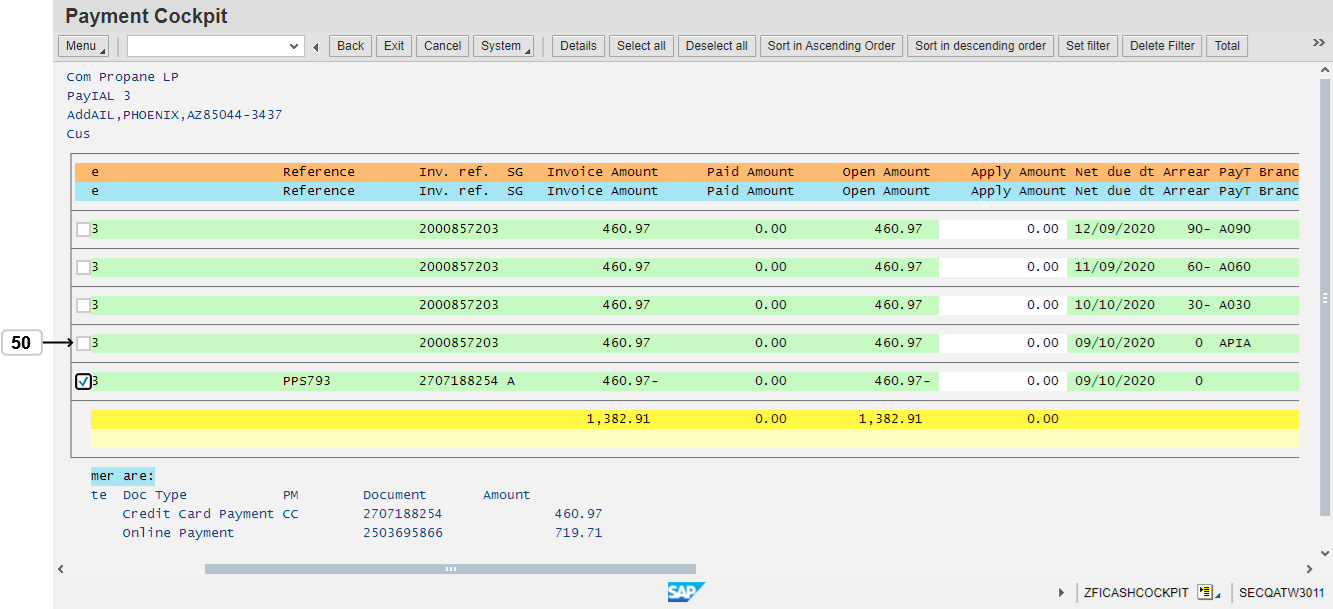 Payment Cockpit
Menu Back Exit Cancel System Details Select all Deselect all Sort in Ascending Order Sort in descending order Set filter Delete Filter Total
Com Propane LP
PayIAL 3
AddAIL,PHOENIX,AZ85044-3437
Cus
e Reference Inv. ref. SG Invoice Amount Paid Amount Open Amount Apply Amount Net due dt Arrear PayT Branc
e Reference Inv. ref. SG Invoice Amount Paid Amount Open Amount Apply Amount Net due dt Arrear PayT Branc
3 2000857203 460.97 0.00 460.97 0.00 12/09/2020 90- A090
3 2000857203 460.97 0.00 460.97 0.00 11/09/2020 60- A060
3 2000857203 460.97 0.00 460.97 0.00 10/10/2020 30- A030
50 3 2000857203 460.97 0.00 460.97 0.00 09/10/2020 0 APIA
3 PPS793 2707188254 A 460.97- 0.00 460.97- 0.00 09/10/2020 0
1,382.91 0.00 1,382.91 0.00
mer are:
te Doc Type PM Document Amount
Credit Card Payment CC 2707188254 460.97
Online Payment 2503695866 719.71
SAP ZFICASHCOCKPIT SECQATW3011